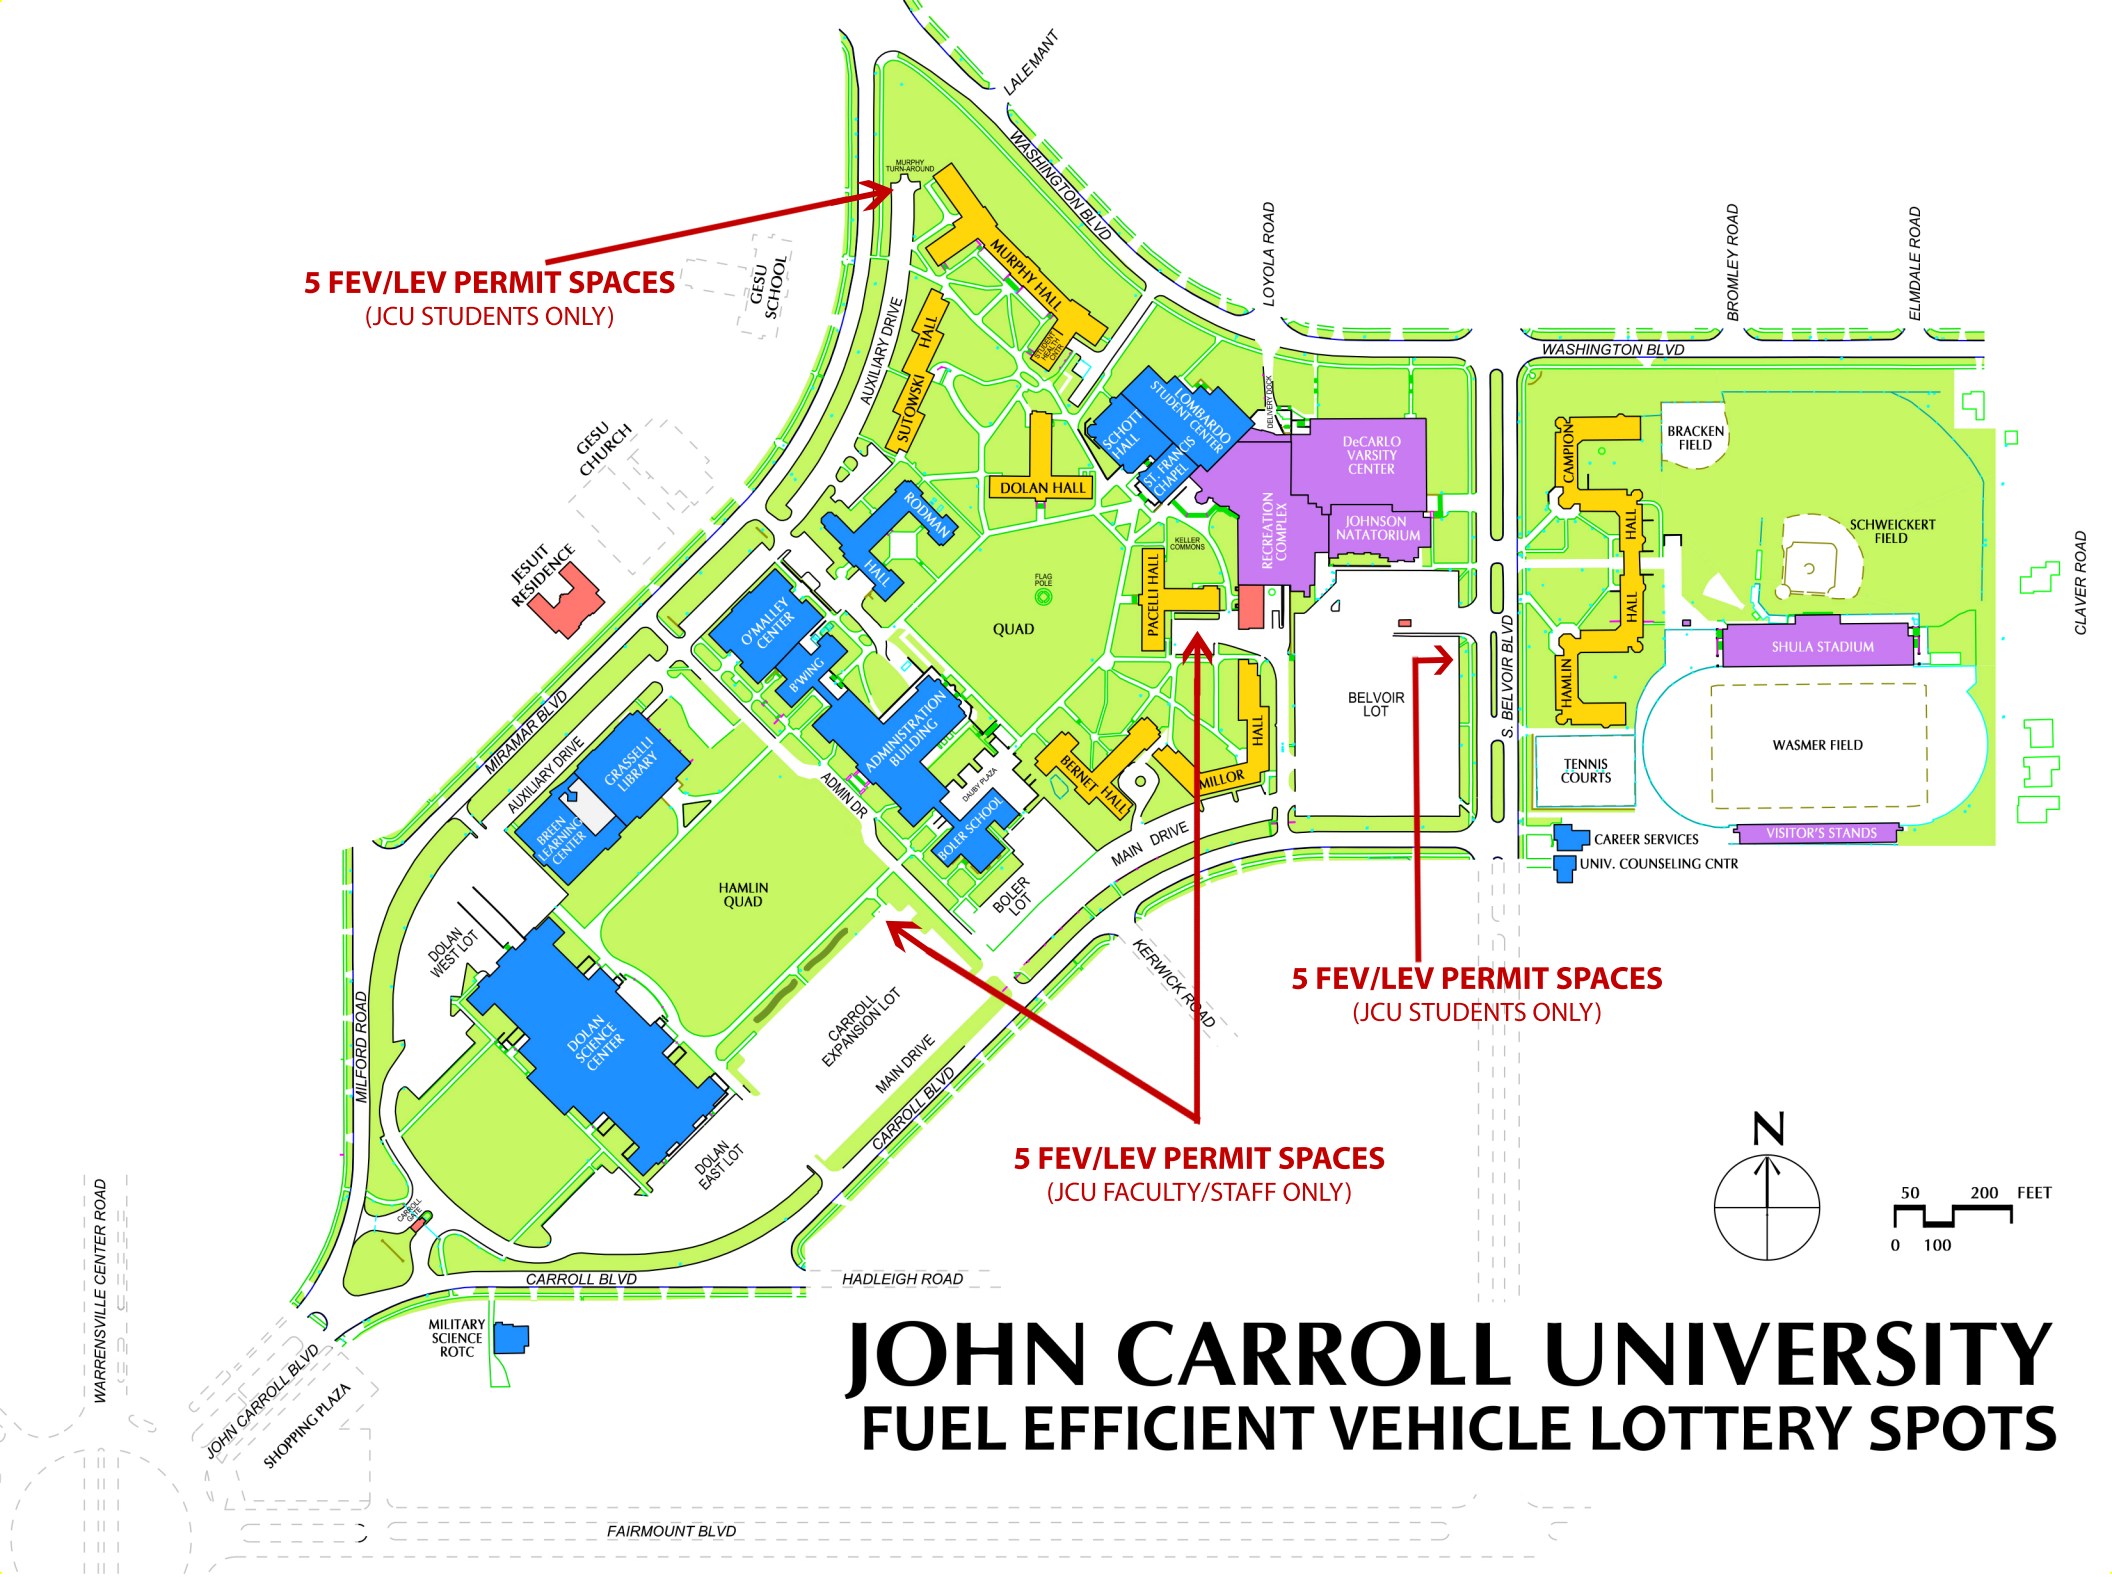 LALEMANT
WASHINGTON BLVD
MURPHY
TURN-AROUND
5 FEV/LEV PERMIT SPACES
(JCU STUDENTS ONLY)
GESU
SCHOOL
MURPHY HALL
STUDENT
HEALTH
CNTR
AUXILIARY DRIVE
SUTOWSKI HALL
LOYOLA ROAD
BROMLEY ROAD
ELMDALE ROAD
WASHINGTON BLVD
DELIVERY DOCK
LOMBARDO
STUDENT CENTER
SCHOTT
HALL
ST. FRANCIS
CHAPEL
DeCARLO
VARSITY
CENTER
JOHNSON
NATATORIUM
RECREATION
COMPLEX
CAMPION HALL
BRACKEN
FIELD
SCHWEICKERT
FIELD
CLAVER ROAD
GESU
CHURCH
DOLAN HALL
RODMAN
HALL
KELLER
COMMONS
FLAG
POLE
QUAD
PACELLI HALL
JESUIT
RESIDENCE
O'MALLEY
CENTER
B'WING
ADMINISTRATION
BUILDING
HAMLIN HALL
SHULA STADIUM
WASMER FIELD
VISITOR'S STANDS
TENNIS
COURTS
S. BELVOIR BLVD
BELVOIR
LOT
MILLOR HALL
BERNET HALL
DAUBY PLAZA
BOLER SCHOOL
BOLER
LOT
MAIN DRIVE
MIRAMAR BLVD
AUXILIARY DRIVE
GRASSELLI
LIBRARY
BREEN
LEARNING
CENTER
ADMIN DR
HAMLIN
QUAD
CAREER SERVICES
UNIV. COUNSELING CNTR
DOLAN
WEST LOT
DOLAN
SCIENCE
CENTER
CARROLL
EXPANSION LOT
MAIN DRIVE
CARROLL BLVD
KERWICK ROAD
5 FEV/LEV PERMIT SPACES
(JCU STUDENTS ONLY)
MILFORD ROAD
DOLAN
EAST LOT
5 FEV/LEV PERMIT SPACES
(JCU FACULTY/STAFF ONLY)
CARROLL
GATE
N
50 200 FEET
0 100
WARRENSVILLE CENTER ROAD
CARROLL BLVD
HADLEIGH ROAD
MILITARY
SCIENCE
ROTC
JOHN CARROLL BLVD
SHOPPING PLAZA
JOHN CARROLL UNIVERSITY
FUEL EFFICIENT VEHICLE LOTTERY SPOTS
FAIRMOUNT BLVD